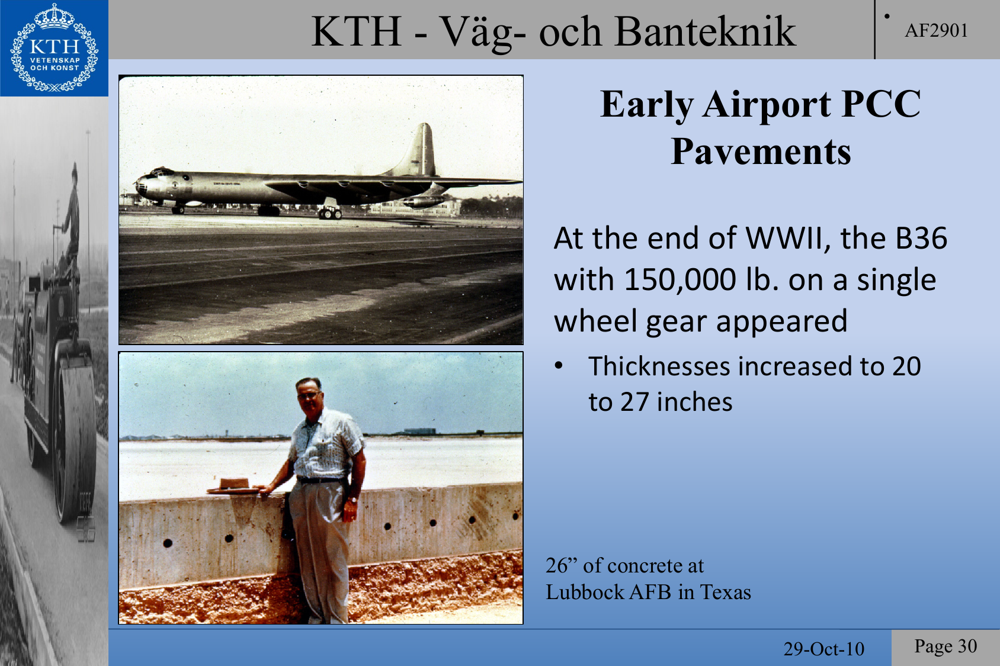 KTH
VETENSKAP
OCH KONST
KTH - Väg- och Banteknik
•
AF2901
Early Airport PCC
Pavements
At the end of WWII, the B36
with 150,000 lb. on a single
wheel gear appeared
• Thicknesses increased to 20
to 27 inches
26” of concrete at
Lubbock AFB in Texas
29-Oct-10
Page 30